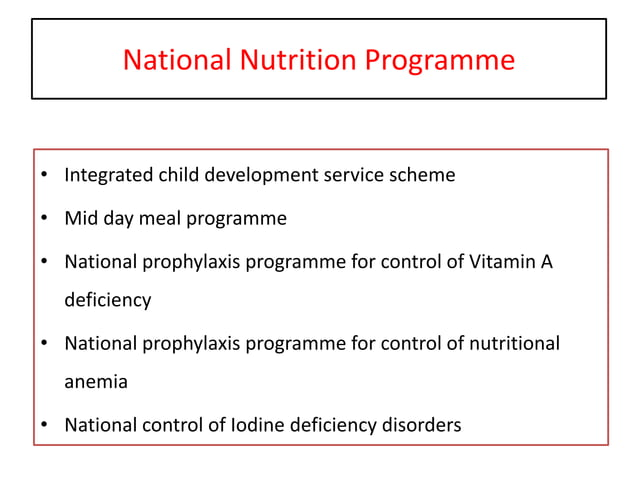 National Nutrition Programme
• Integrated child development service scheme
• Mid day meal programme
• National prophylaxis programme for control of Vitamin A
deficiency
• National prophylaxis programme for control of nutritional
anemia
• National control of Iodine deficiency disorders